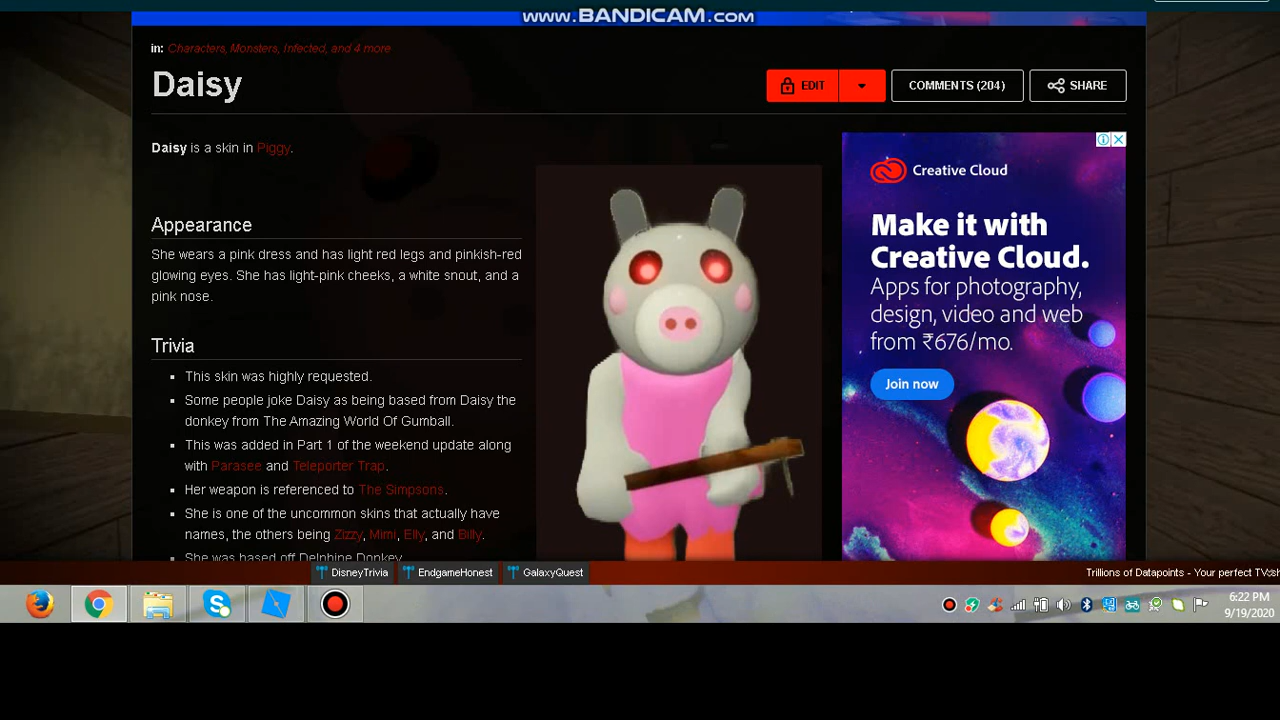 www.BANDICAM.com
in: Characters, Monsters, Infected, and 4 more
Daisy
EDIT
COMMENTS (204)
SHARE
Daisy is a skin in Piggy.
Appearance
She wears a pink dress and has light red legs and pinkish-red
glowing eyes. She has light-pink cheeks, a white snout, and a
pink nose.
Trivia
This skin was highly requested.
Some people joke Daisy as being based from Daisy the
donkey from The Amazing World Of Gumball.
This was added in Part 1 of the weekend update along
with Parasee and Teleporter Trap.
Her weapon is referenced to The Simpsons.
She is one of the uncommon skins that actually have
names, the others being Zizzy, Mimi, Elly, and Billy.
She was based off Delphine Donkey.
Creative Cloud
Make it with
Creative Cloud.
Apps for photography,
design, video and web
from ₹676/mo.
Join now
DisneyTrivia
EndgameHonest
GalaxyQuest
Trillions of Datapoints - Your perfect TV
6:22 PM
9/19/2020